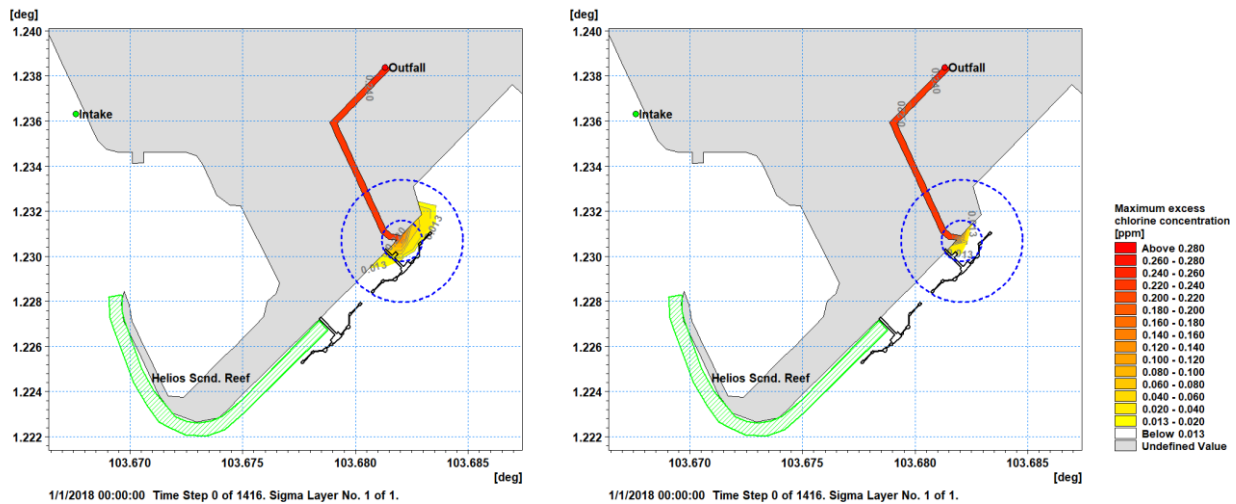 [deg]
1.240
1.238
1.236
1.234
1.232
1.230
1.228
1.226
1.224
1.222
Outfall
Intake
0.013
0.013
Helios Scnd. Reef
103.670
103.675
103.680
103.685
[deg]
1/1/2018 00:00:00 Time Step 0 of 1416. Sigma Layer No. 1 of 1.
[deg]
1.240
1.238
1.236
1.234
1.232
1.230
1.228
1.226
1.224
1.222
Outfall
Intake
0.013
0.013
Helios Scnd. Reef
103.670
103.675
103.680
103.685
[deg]
1/1/2018 00:00:00 Time Step 0 of 1416. Sigma Layer No. 1 of 1.
Maximum excess
chlorine concentration
[ppm]
Above 0.280
0.260 - 0.280
0.240 - 0.260
0.220 - 0.240
0.200 - 0.220
0.180 - 0.200
0.160 - 0.180
0.140 - 0.160
0.120 - 0.140
0.100 - 0.120
0.080 - 0.100
0.060 - 0.080
0.040 - 0.060
0.020 - 0.040
0.013 - 0.020
Below 0.013
Undefined Value